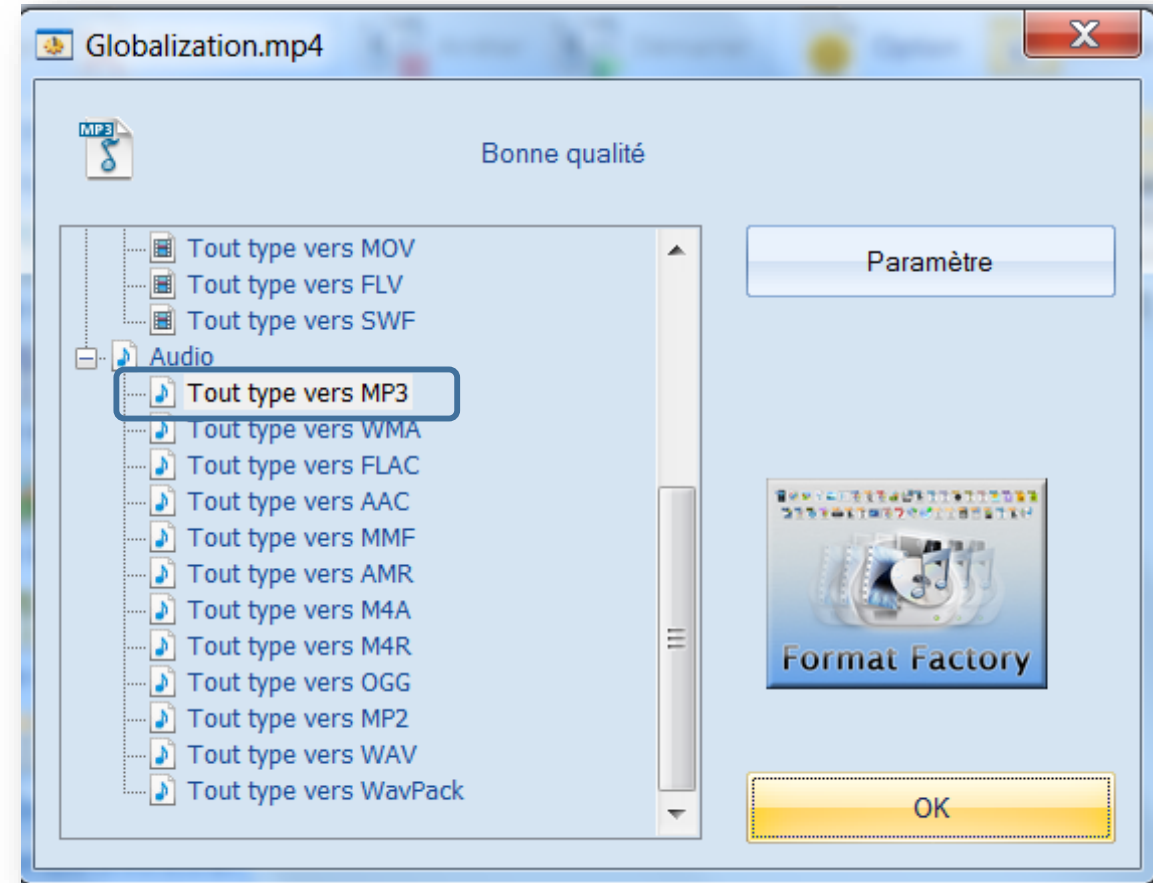 Globalization.mp4
MP3
Bonne qualité
Tout type vers MOV
Tout type vers FLV
Tout type vers SWF
Audio
Tout type vers MP3
Tout type vers WMA
Tout type vers FLAC
Tout type vers AAC
Tout type vers MMF
Tout type vers AMR
Tout type vers M4A
Tout type vers M4R
Tout type vers OGG
Tout type vers MP2
Tout type vers WAV
Tout type vers WavPack
Paramètre
Format Factory
OK